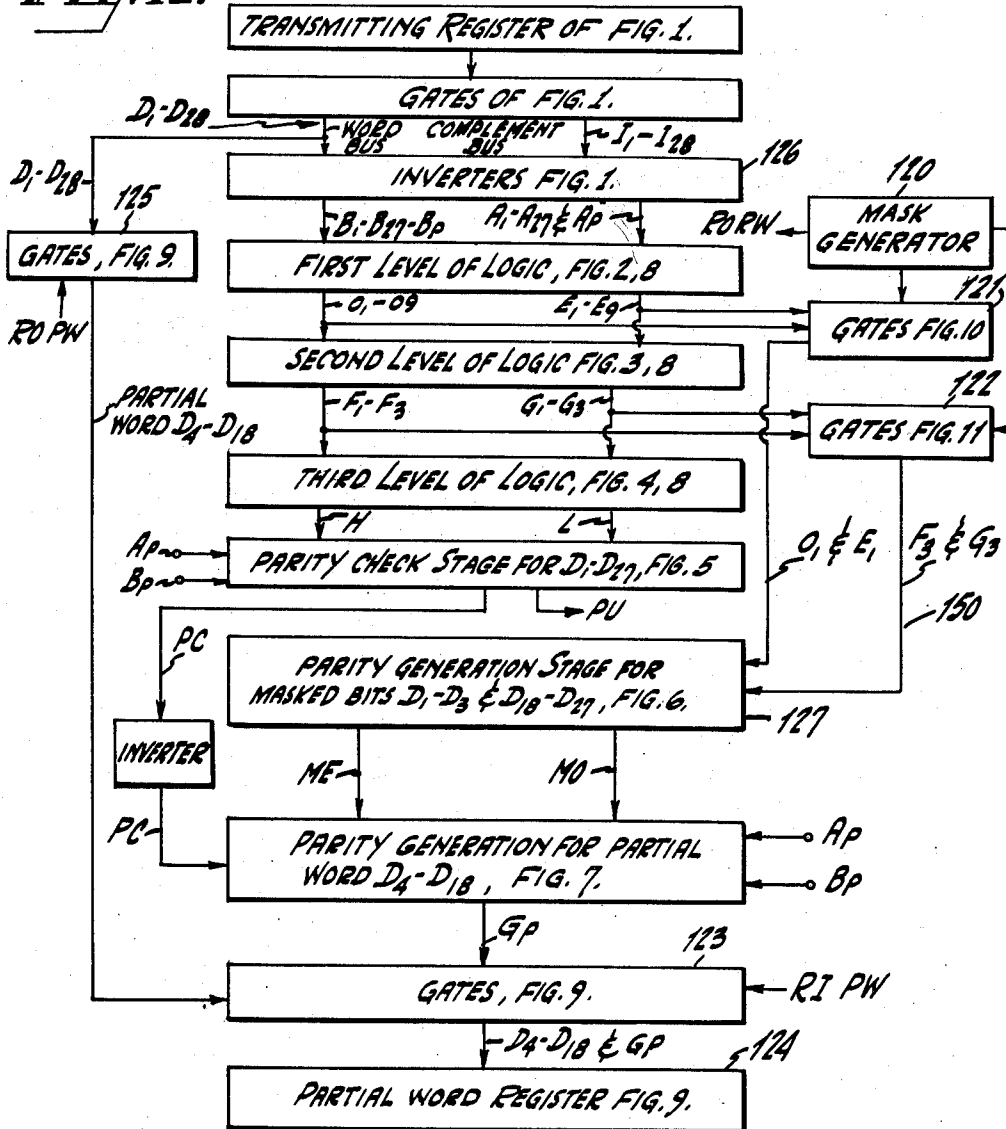 TRANSMITTING REGISTER OF FIG. 1.
GATES OF FIG. 1.
D1-D28
WORD BUS
COMPLEMENT BUS
I1-I28
D1-D28
125
INVERTERS FIG. 1.
126
120
B1-B27-BP
A1-A27 & AP
RORW
MASK GENERATOR
GATES, FIG. 9.
FIRST LEVEL OF LOGIC, FIG. 2, 8
ROPW
O1-O9
E1-E9
121
GATES FIG. 10
SECOND LEVEL OF LOGIC FIG. 3, 8
PARTIAL WORD D4-D18
F1-F3
G1-G3
122
GATES FIG. 11
THIRD LEVEL OF LOGIC, FIG. 4, 8
H
L
AP
BP
PARITY CHECK STAGE FOR D1-D27, FIG. 5
O1 & E1
F3 & G3
PC
PU
150
PARITY GENERATION STAGE FOR
MASKED BITS D1-D3 & D18-D27, FIG. 6.
127
INVERTER
ME
MO
PC
PARITY GENERATION FOR PARTIAL
WORD D4-D18, FIG. 7.
AP
BP
GP
123
GATES, FIG. 9.
RI PW
D4-D18 & GP
124
PARTIAL WORD REGISTER FIG. 9.